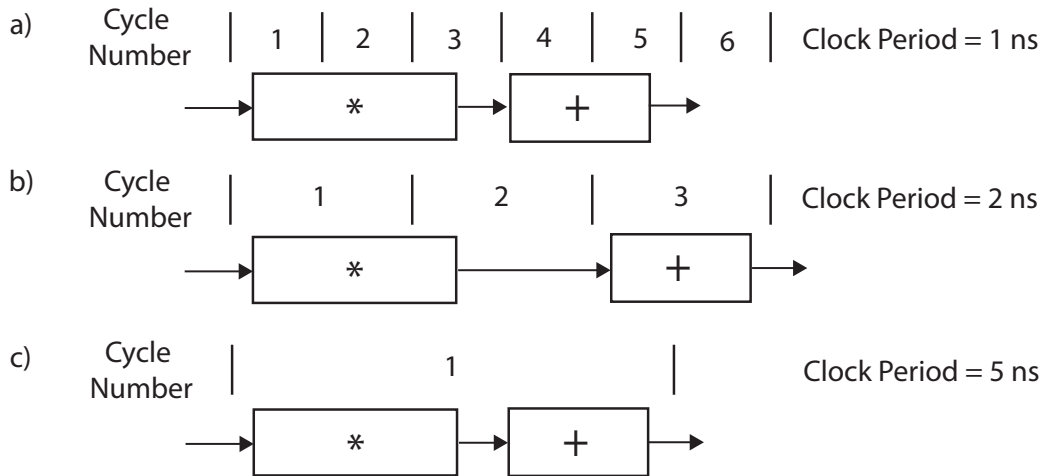 a)
Cycle
Number
1 2 3 4 5 6
Clock Period = 1 ns
* +
b)
Cycle
Number
1 2 3
Clock Period = 2 ns
* +
c)
Cycle
Number
1
Clock Period = 5 ns
* +